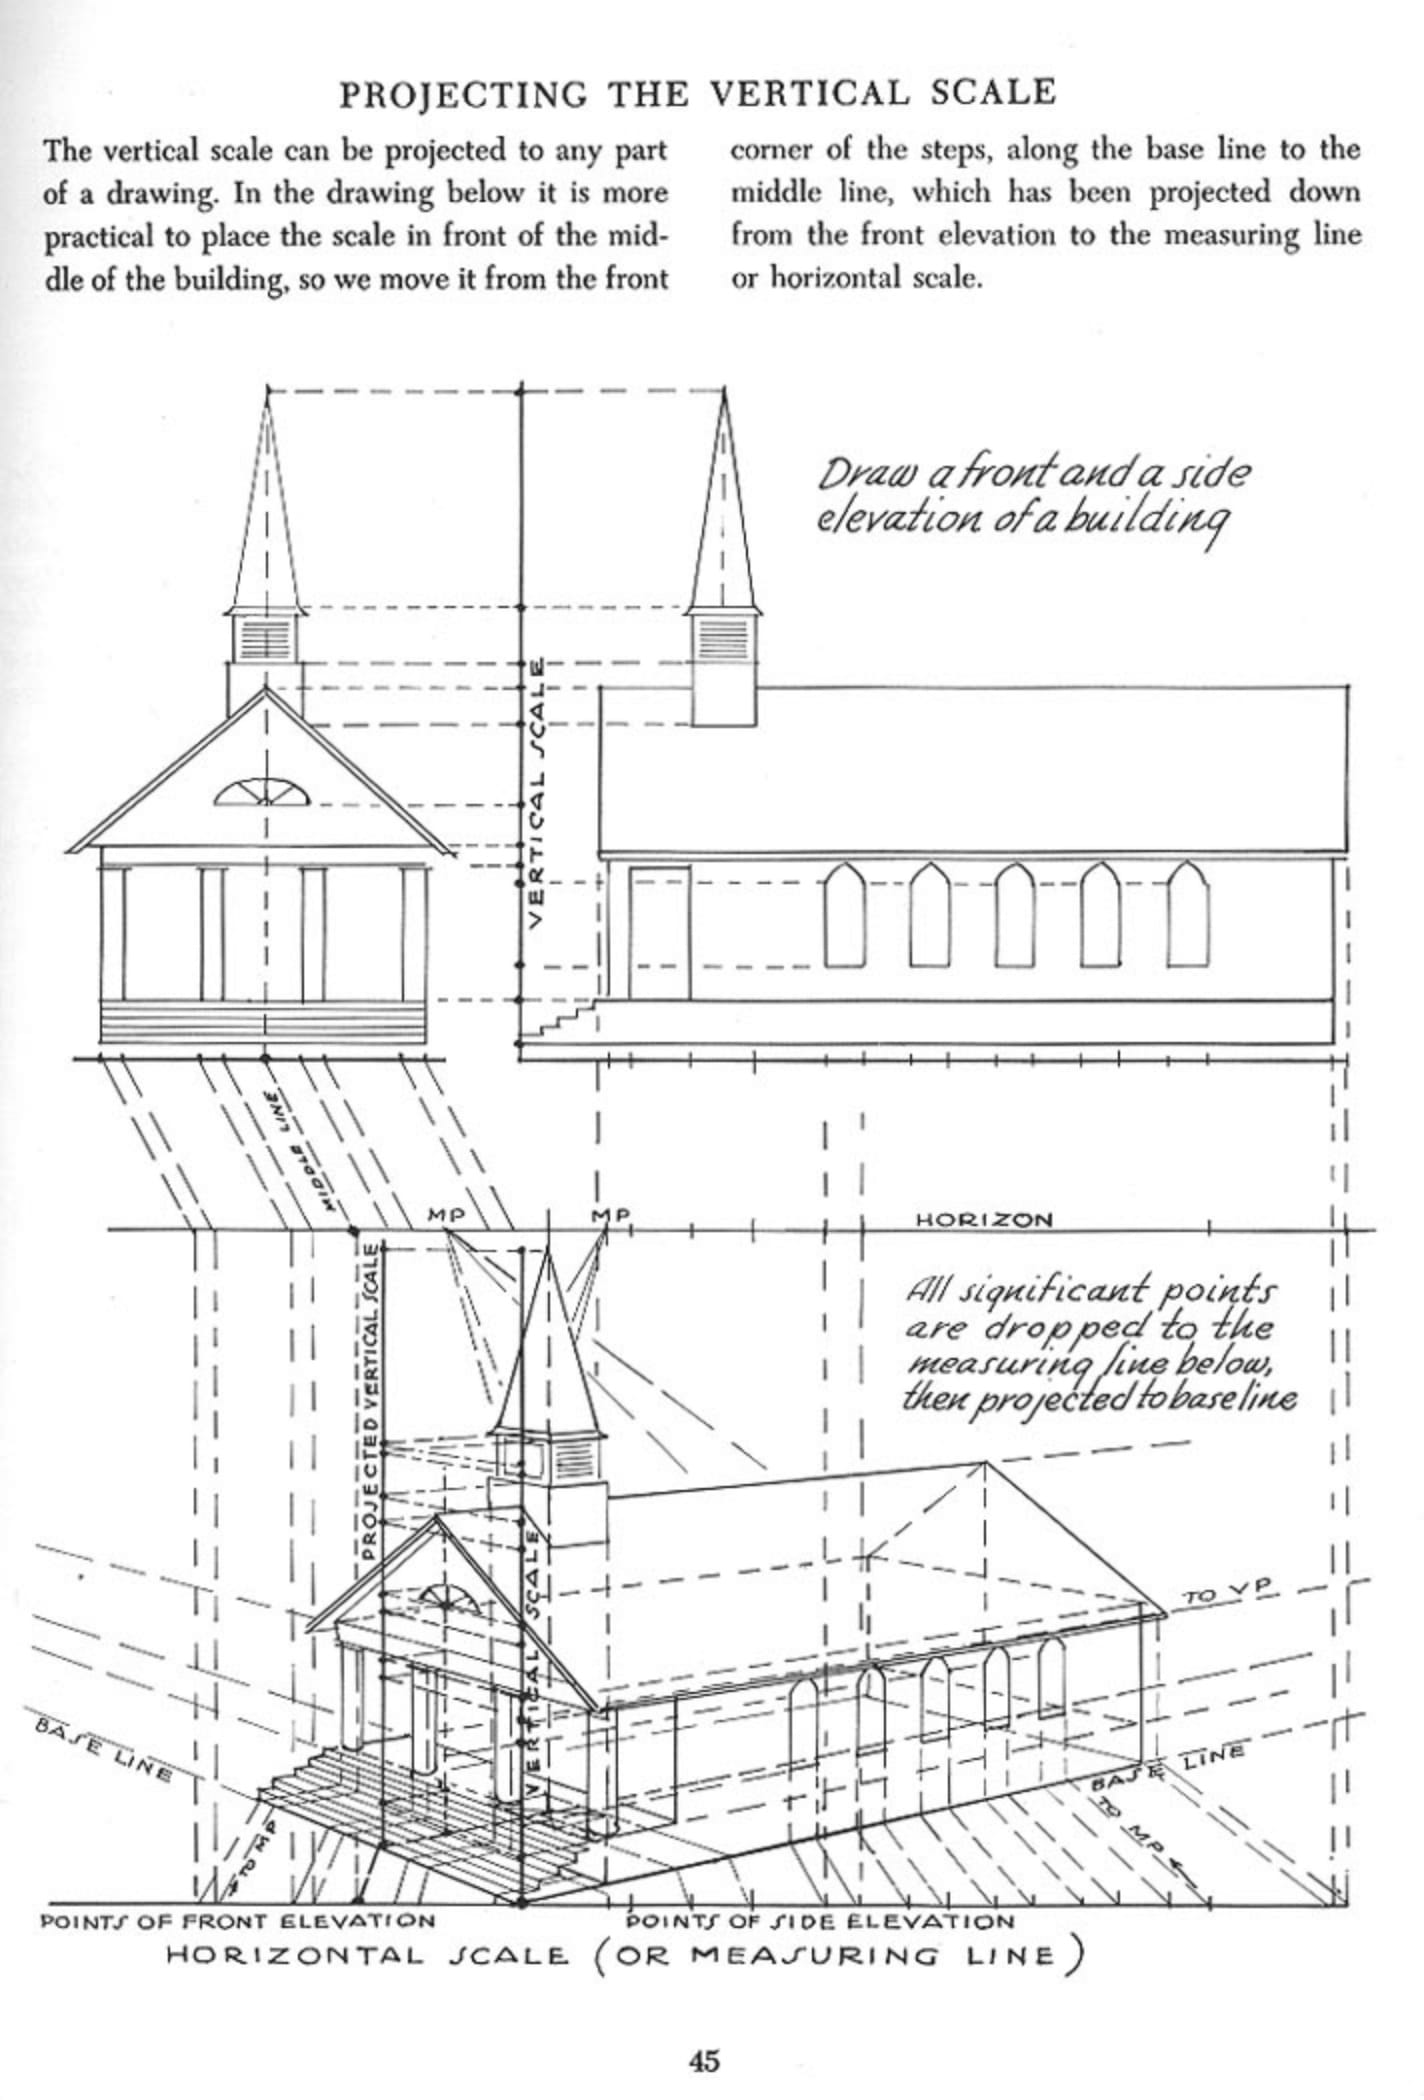 PROJECTING THE VERTICAL SCALE
The vertical scale can be projected to any part
of a drawing. In the drawing below it is more
practical to place the scale in front of the mid-
dle of the building, so we move it from the front
corner of the steps, along the base line to the
middle line, which has been projected down
from the front elevation to the measuring line
or horizontal scale.
Draw a front and a side
elevation of a building
VERTICAL SCALE
MIDDLE LINE
MP
MP
HORIZON
PROJECTED VERTICAL SCALE
All significant points
are dropped to the
measuring line below,
then projected to base line
VERTICAL SCALE
TO VP
BASE LINE
BASE LINE
TO MP
TO MP
POINTS OF FRONT ELEVATION
POINTS OF SIDE ELEVATION
HORIZONTAL SCALE (OR MEASURING LINE)
45